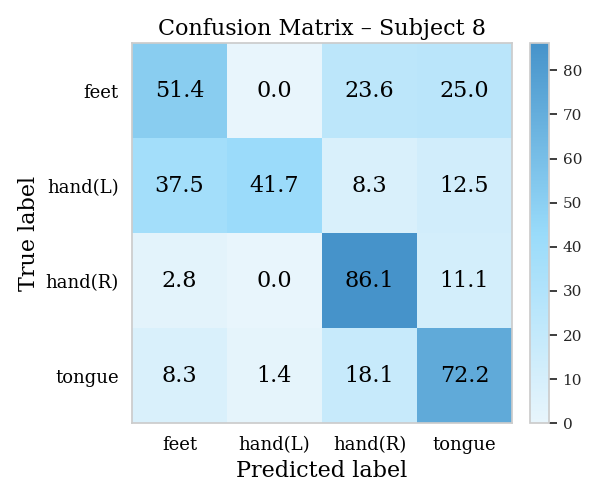 Confusion Matrix – Subject 8
True label
feet 51.4 0.0 23.6 25.0
hand(L) 37.5 41.7 8.3 12.5
hand(R) 2.8 0.0 86.1 11.1
tongue 8.3 1.4 18.1 72.2
feet hand(L) hand(R) tongue
Predicted label
80
70
60
50
40
30
20
10
0